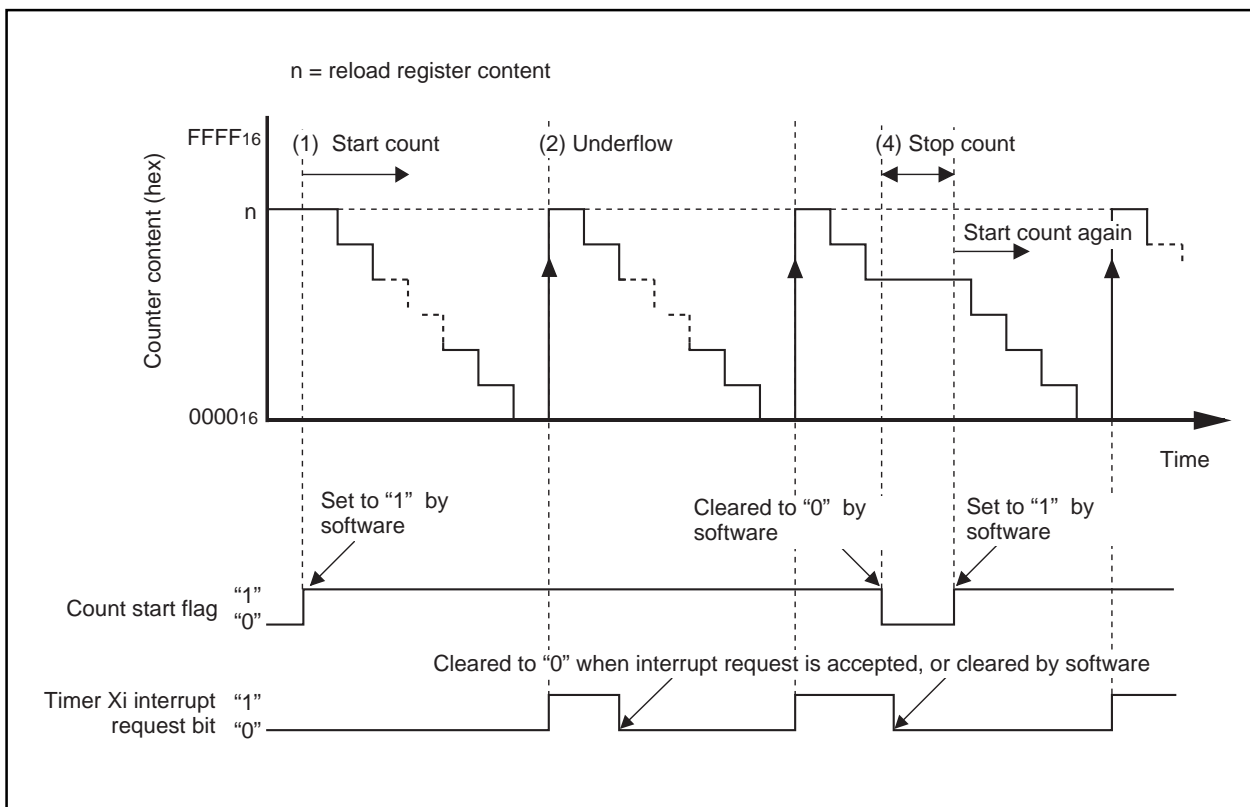 n = reload register content
FFFF16
(1) Start count
(2) Underflow
(4) Stop count
n
Start count again
Counter content (hex)
000016
Time
Set to “1” by
software
Cleared to “0” by
software
Set to “1” by
software
“1”
Count start flag
“0”
Cleared to “0” when interrupt request is accepted, or cleared by software
Timer Xi interrupt
“1”
request bit
“0”